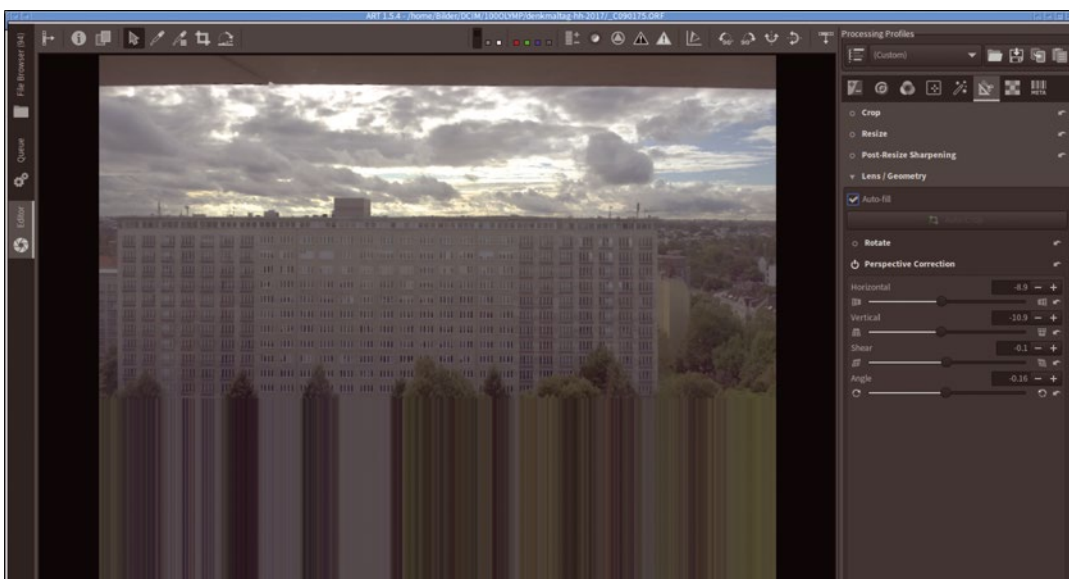 ART 1.5.4 - /home/Bilder/DCIM/100OLYMP/denkmaltag-hh-2017/_C090175.ORF
File Browser (94)
Queue
Editor
Processing Profiles
(Custom)
META
Crop
Resize
Post-Resize Sharpening
Lens / Geometry
Auto-fill
Rotate
Perspective Correction
Horizontal
-8.9
Vertical
-10.9
Shear
-0.1
Angle
-0.16